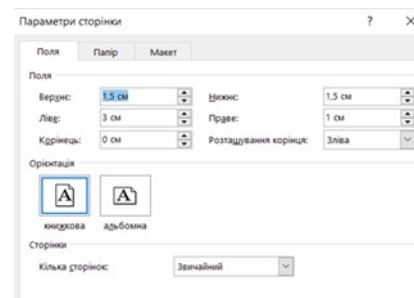 Параметри сторінки ? ×
Поля Папір Макет
Поля
Верхнє: 1,5 см Нижнє: 1,5 см
Ліве: 3 см Праве: 1 см
Корінець: 0 см Розташування корінця: Зліва
Орієнтація
A A
книжкова альбомна
Сторінки
Кілька сторінок: Звичайний